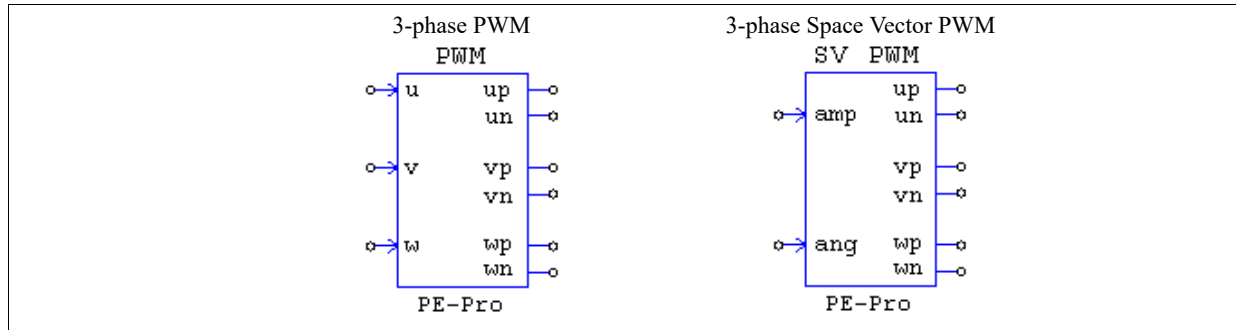 3-phase PWM
PWM
u up
un
v vp
vn
w wp
wn
PE-Pro
3-phase Space Vector PWM
SV PWM
up
amp un
vp
vn
ang wp
wn
PE-Pro